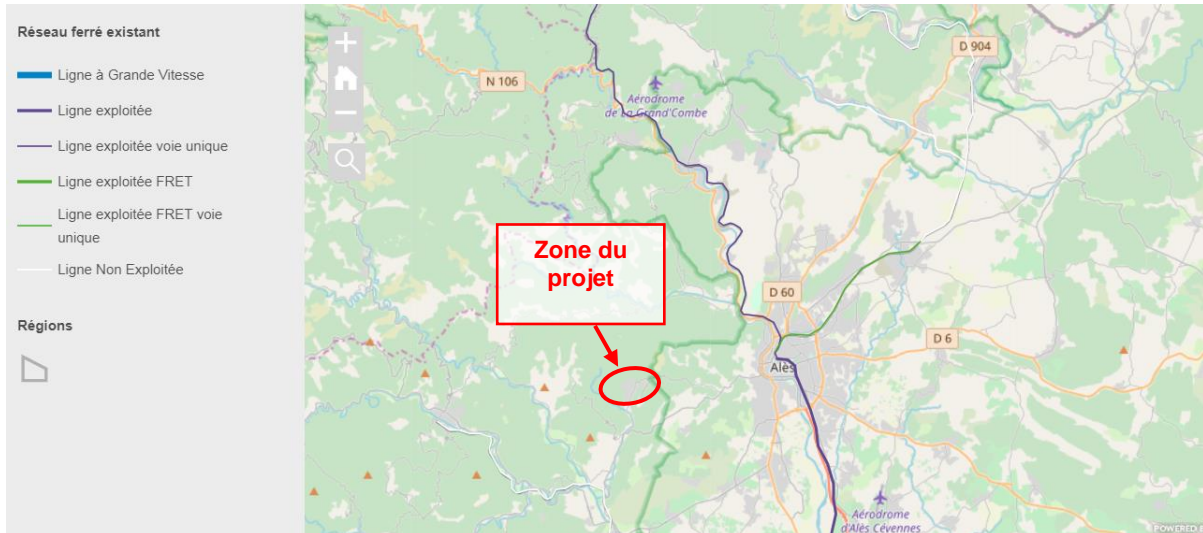 Réseau ferré existant
Ligne à Grande Vitesse
Ligne exploitée
Ligne exploitée voie unique
Ligne exploitée FRET
Ligne exploitée FRET voie
unique
Ligne Non Exploitée
Régions
+
−
N 106
D 904
Aérodrome
de La Grand'Combe
Zone du
projet
D 60
D 6
Alès
Aérodrome
d'Alès Cévennes
POWERED